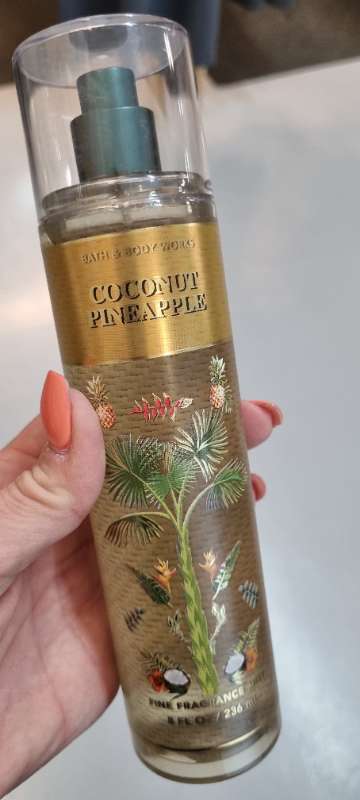 BATH & BODY WORKS
COCONUT
PINEAPPLE
FINE FRAGRANCE MIST
8 FL OZ / 236 mL